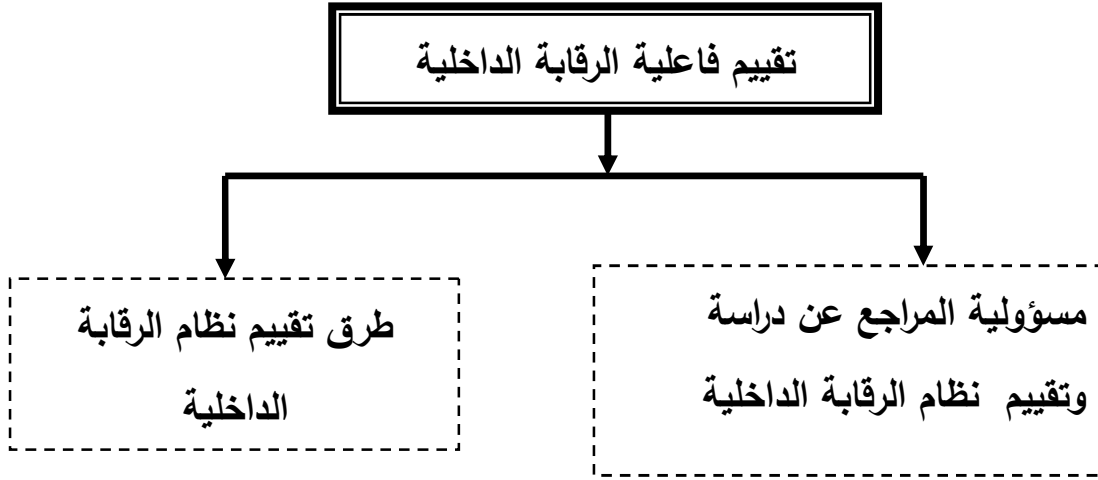 تقييم فاعلية الرقابة الداخلية
مسؤولية المراجع عن دراسة
وتقييم نظام الرقابة الداخلية
طرق تقييم نظام الرقابة
الداخلية